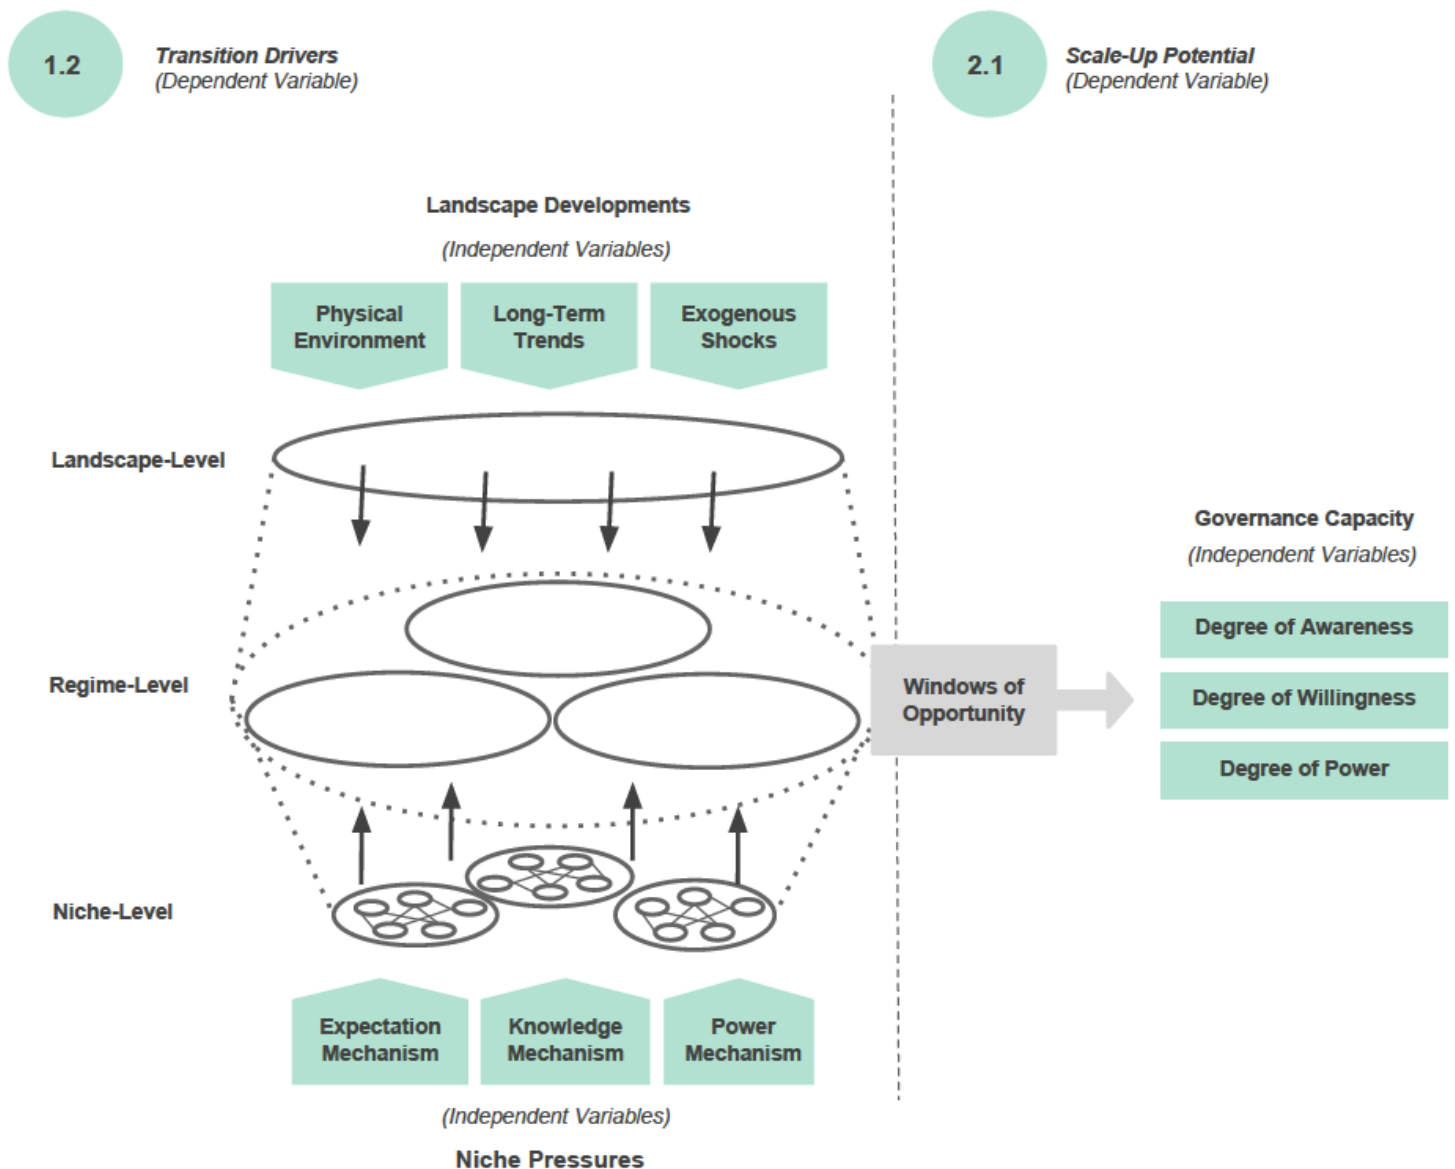 1.2
Transition Drivers
(Dependent Variable)
2.1
Scale-Up Potential
(Dependent Variable)
Landscape Developments
(Independent Variables)
Physical
Environment
Long-Term
Trends
Exogenous
Shocks
Landscape-Level
Governance Capacity
(Independent Variables)
Degree of Awareness
Regime-Level
Windows of
Opportunity
Degree of Willingness
Degree of Power
Niche-Level
Expectation
Mechanism
Knowledge
Mechanism
Power
Mechanism
(Independent Variables)
Niche Pressures